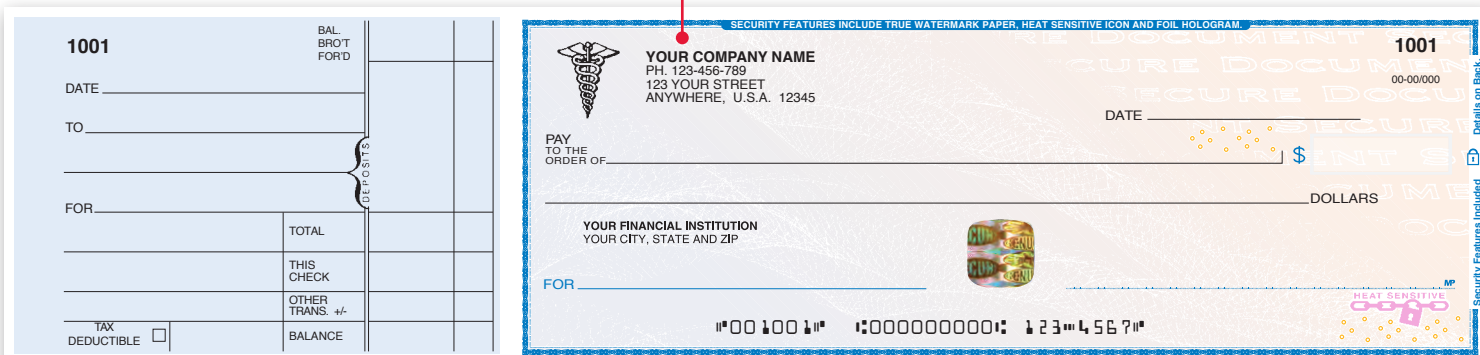 1001
BAL.
BRO'T
FOR'D
DATE
TO
DEPOSITS
FOR
TOTAL
THIS
CHECK
OTHER
TRANS. +/-
TAX
DEDUCTIBLE
BALANCE
SECURITY FEATURES INCLUDE TRUE WATERMARK PAPER, HEAT SENSITIVE ICON AND FOIL HOLOGRAM.
YOUR COMPANY NAME
PH. 123-456-789
123 YOUR STREET
ANYWHERE, U.S.A. 12345
1001
00-00/000
DATE
PAY
TO THE
ORDER OF
$
DOLLARS
YOUR FINANCIAL INSTITUTION
YOUR CITY, STATE AND ZIP
FOR
MP
HEAT SENSITIVE
⑈001001⑈ ⑆000000000⑆ 123⑉4567⑈
Security Features Included Details on Back.